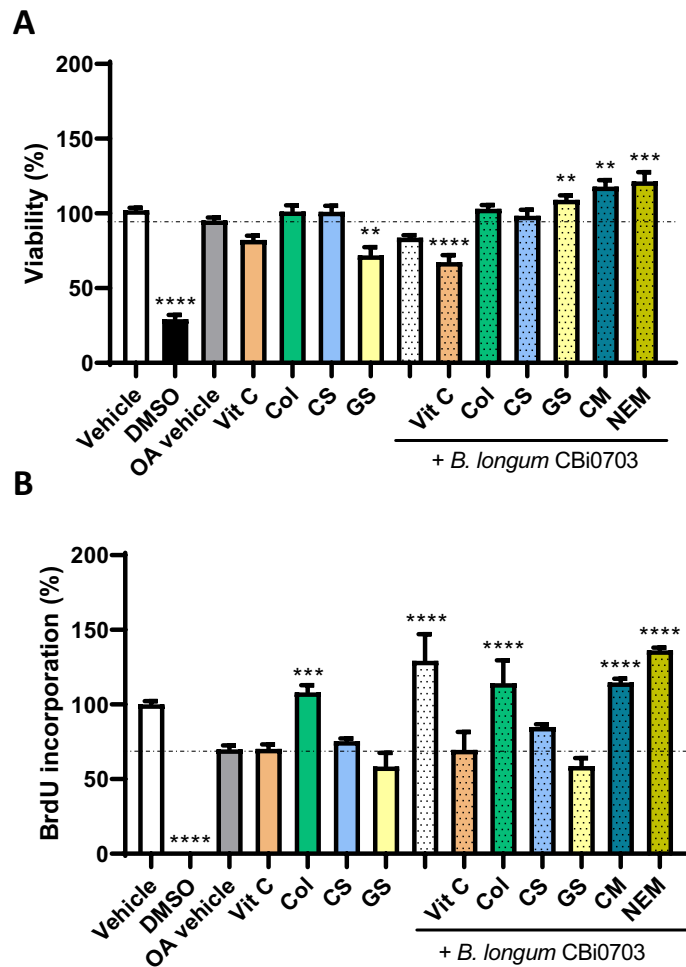 A
Viability (%)
200
150
100
50
0
****
**
****
**
**
***
Vehicle
DMSO
OA vehicle
Vit C
Col
CS
GS
Vit C
Col
CS
GS
CM
NEM
+ B. longum CBi0703
B
BrdU incorporation (%)
200
150
100
50
0
****
***
****
****
****
****
Vehicle
DMSO
OA vehicle
Vit C
Col
CS
GS
Vit C
Col
CS
GS
CM
NEM
+ B. longum CBi0703